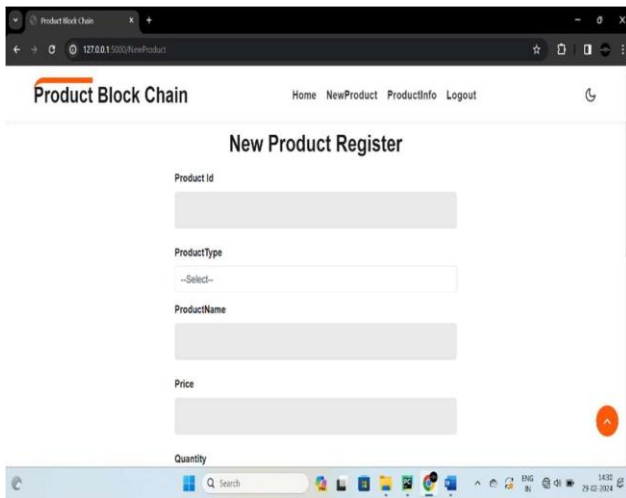 Product Block Chain
127.0.0.1:5000/NewProduct
Product Block Chain Home NewProduct ProductInfo Logout
New Product Register
Product Id
ProductType
--Select--
ProductName
Price
Quantity
Search
ENG
IN
14:30
29-02-2024